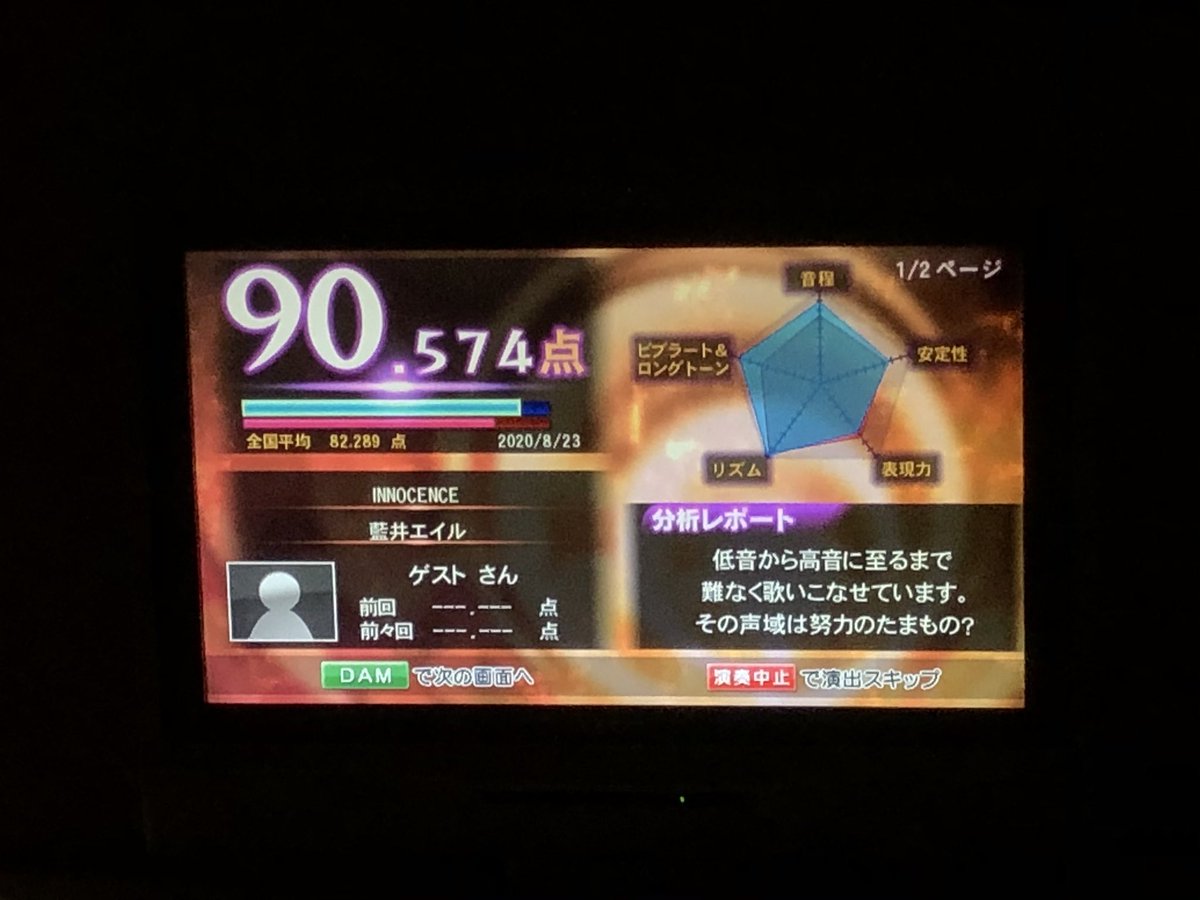 90.574点
全国平均 82.289 点 2020/8/23
INNOCENCE
藍井エイル
ゲスト さん
前回 ---.--- 点
前々回 ---.--- 点
1/2 ページ
音程
ビブラート&
ロングトーン
安定性
リズム
表現力
分析レポート
低音から高音に至るまで
難なく歌いこなせています。
その声域は努力のたまもの?
DAM で次の画面へ
演奏中止 で演出スキップ